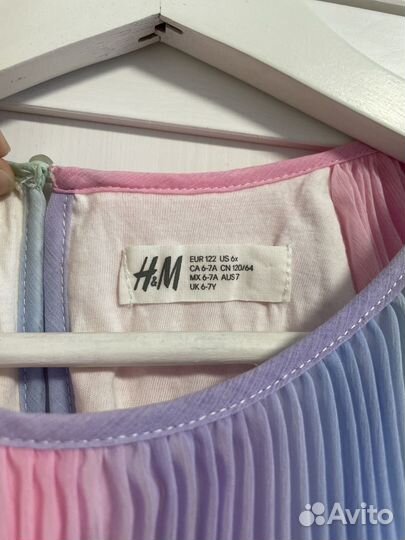 H&M
EUR 122 US 6x
CA 6-7A CN 120/64
MX 6-7A AUS 7
UK 6-7Y
Avito